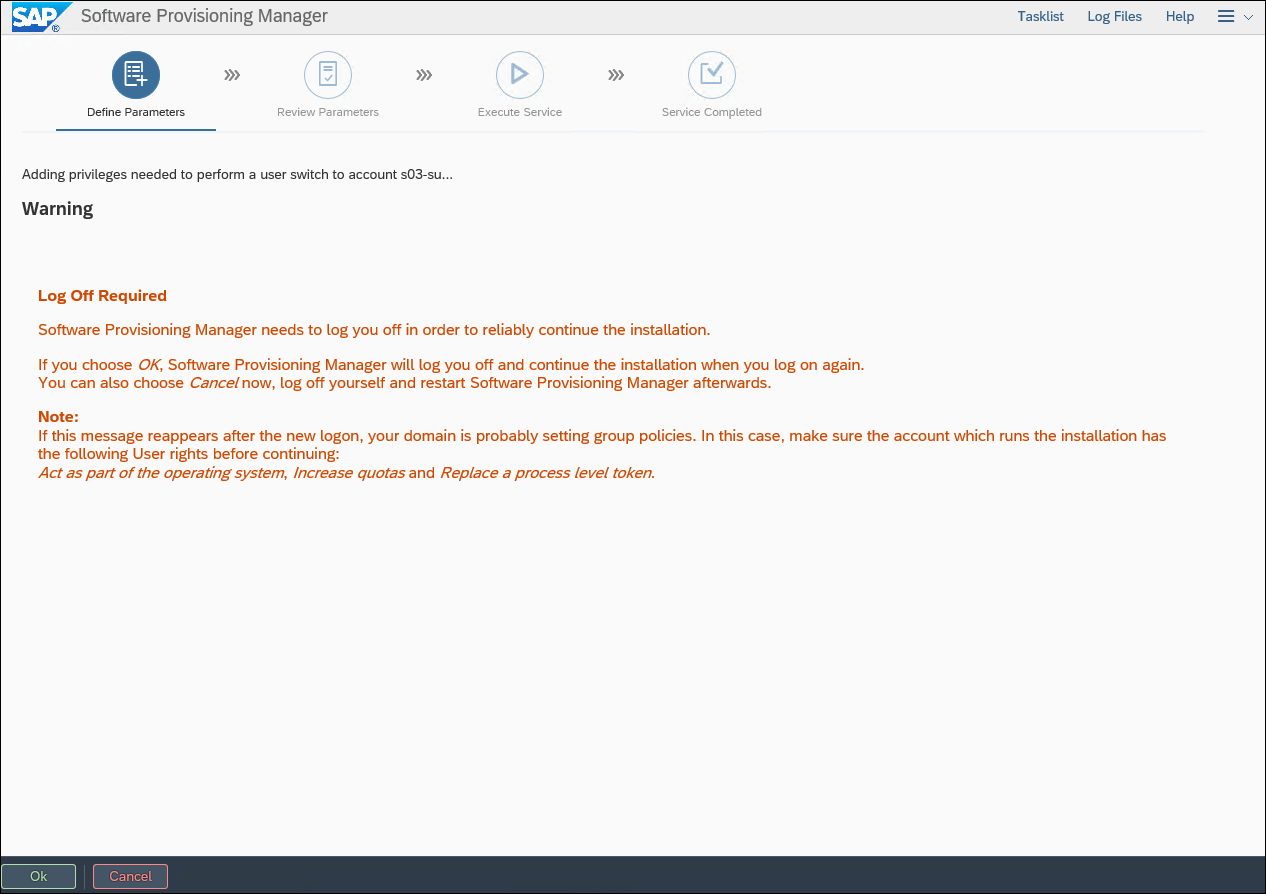 SAP® Software Provisioning Manager Tasklist Log Files Help
Define Parameters Review Parameters Execute Service Service Completed
Adding privileges needed to perform a user switch to account s03-su...
Warning
Log Off Required
Software Provisioning Manager needs to log you off in order to reliably continue the installation.
If you choose OK, Software Provisioning Manager will log you off and continue the installation when you log on again.
You can also choose Cancel now, log off yourself and restart Software Provisioning Manager afterwards.
Note:
If this message reappears after the new logon, your domain is probably setting group policies. In this case, make sure the account which runs the installation has
the following User rights before continuing:
Act as part of the operating system, Increase quotas and Replace a process level token.
Ok Cancel